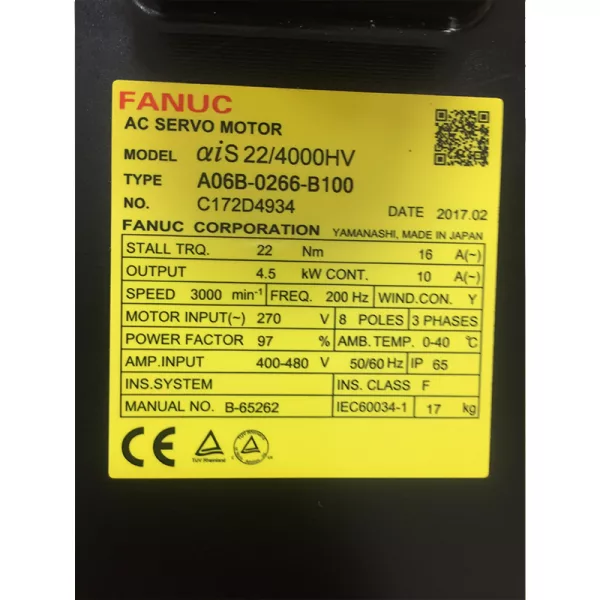 FANUC
AC SERVO MOTOR
MODEL αiS 22/4000HV
TYPE A06B-0266-B100
NO. C172D4934
DATE 2017.02
FANUC CORPORATION YAMANASHI, MADE IN JAPAN
STALL TRQ. 22 Nm 16 A(~)
OUTPUT 4.5 kW CONT. 10 A(~)
SPEED 3000 min⁻¹ FREQ. 200 Hz WIND.CON. Y
MOTOR INPUT(~) 270 V 8 POLES 3 PHASES
POWER FACTOR 97 % AMB. TEMP. 0-40 ℃
AMP.INPUT 400-480 V 50/60 Hz IP 65
INS.SYSTEM INS. CLASS F
MANUAL NO. B-65262 IEC60034-1 17 kg
CE